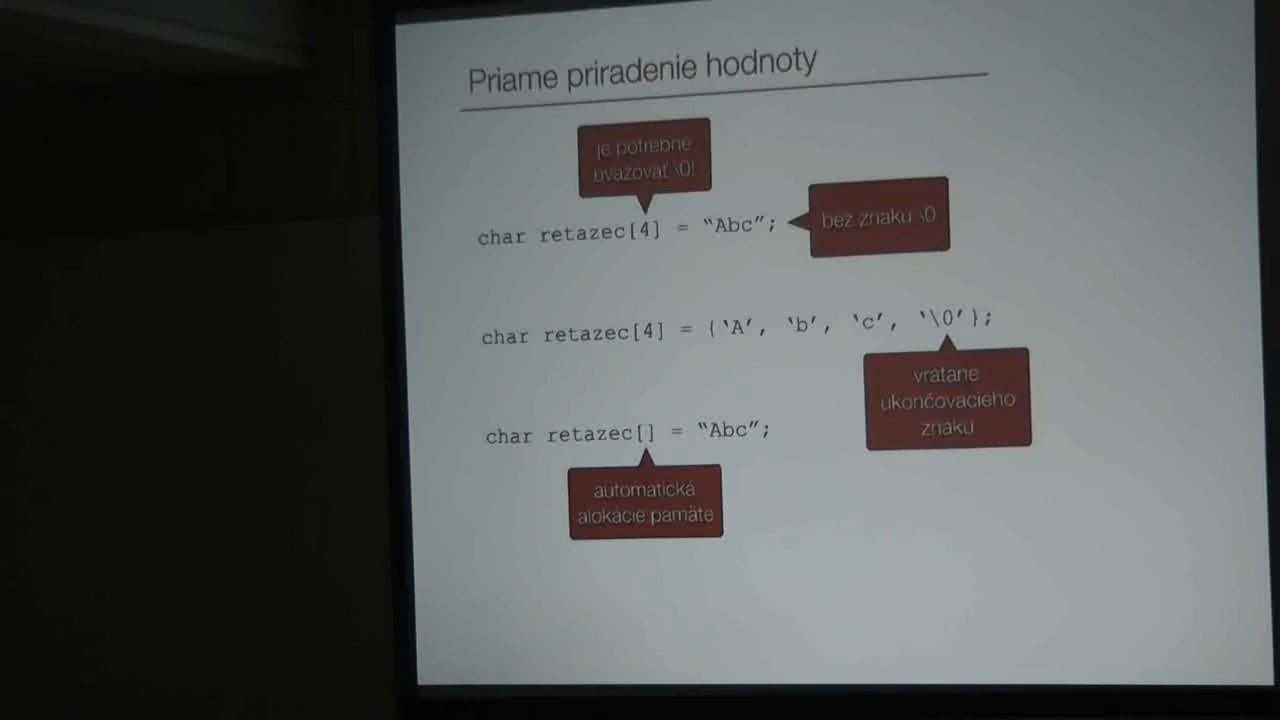 Priame priradenie hodnoty
je potrebné
uvažovať \0!
char retazec[4] = “Abc”;
bez znaku \0
char retazec[4] = {‘A’, ‘b’, ‘c’, ‘\0’};
vrátane
ukončovacieho
znaku
char retazec[] = “Abc”;
automatická
alokácie pamäte